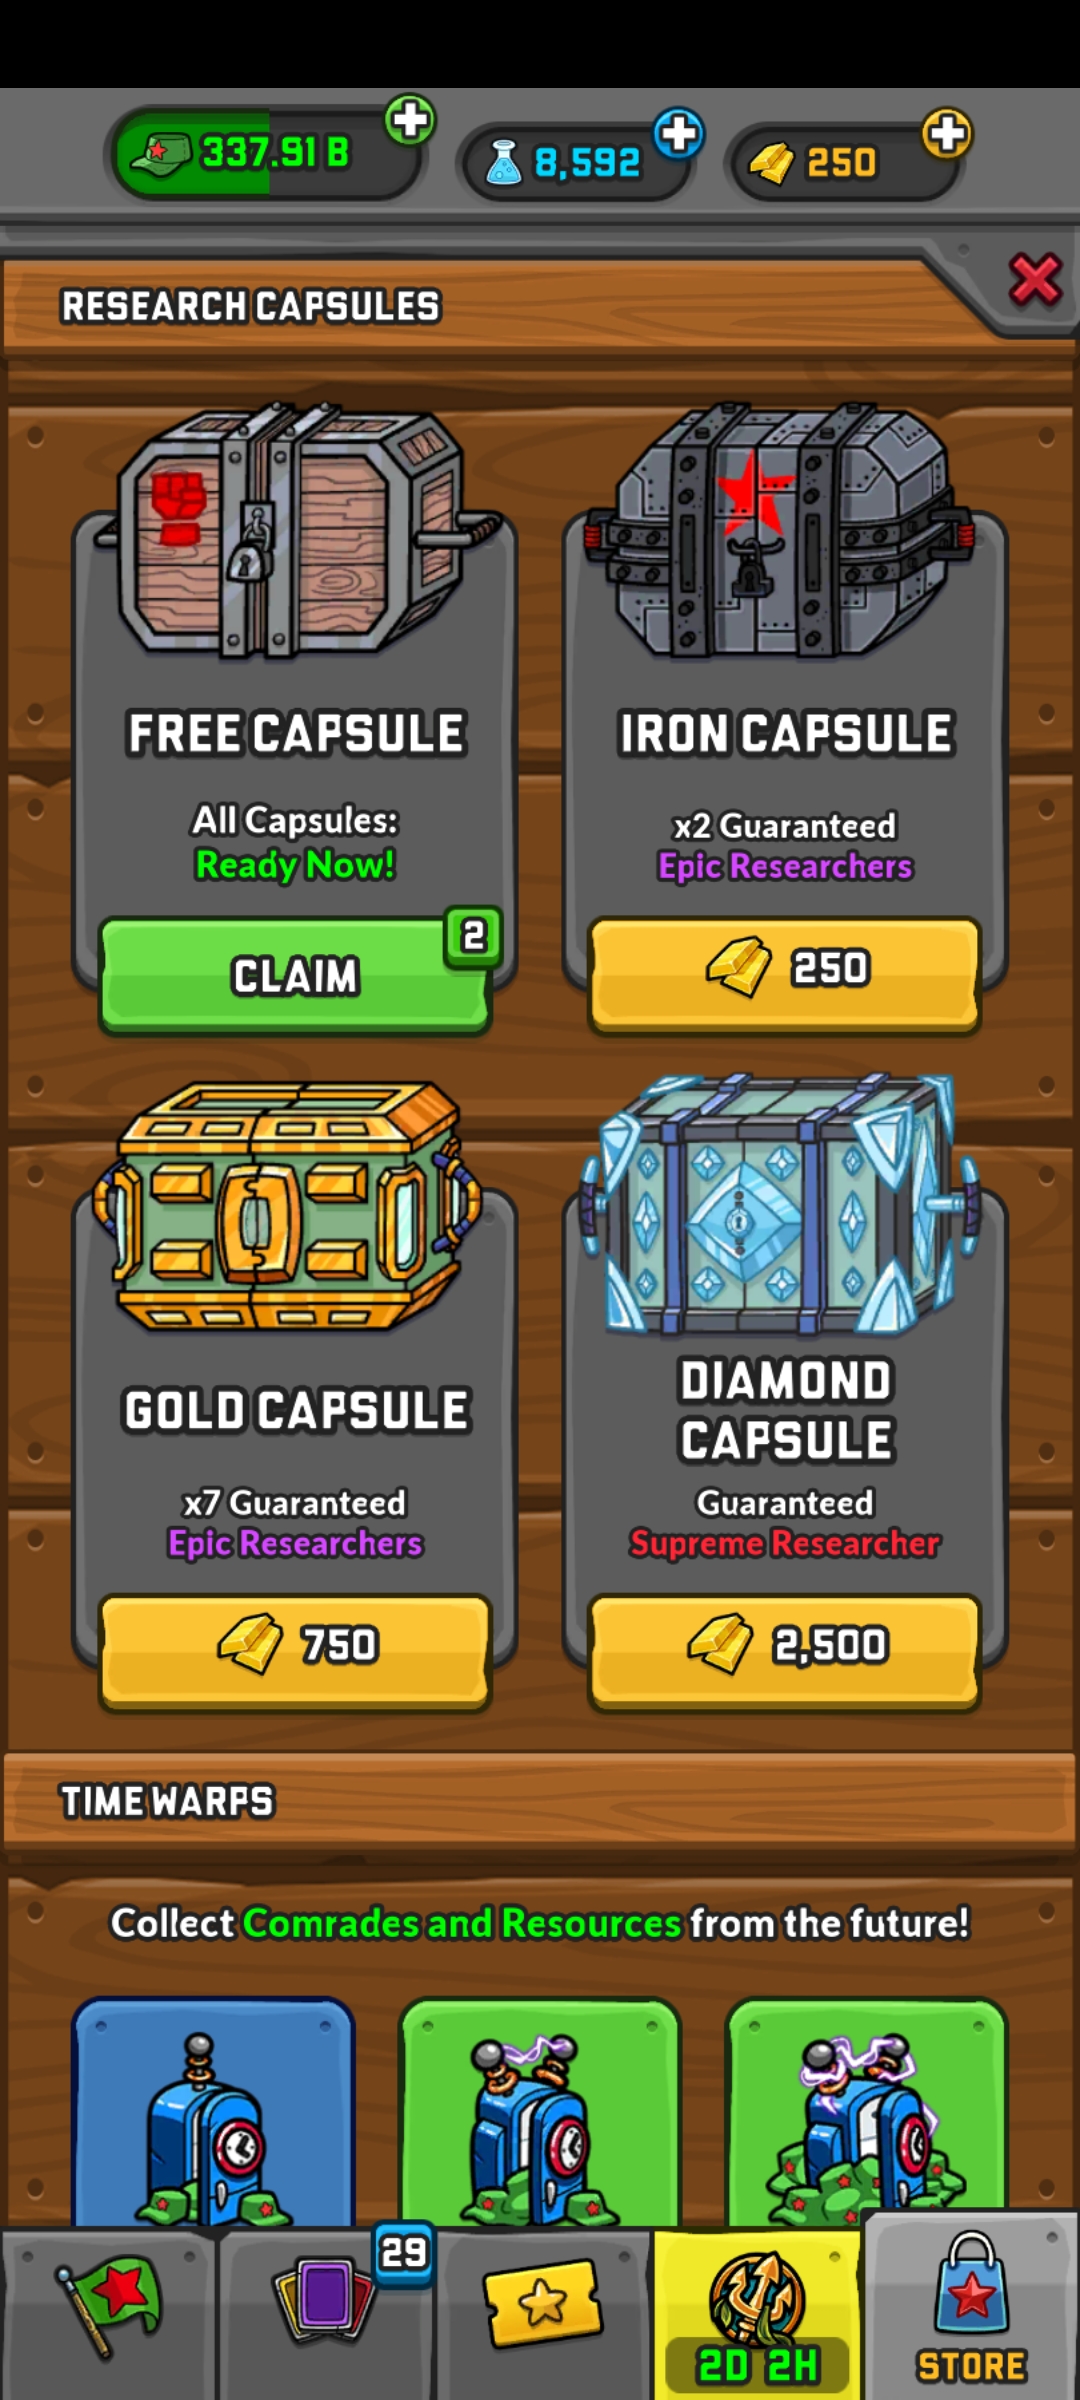 337.91 B
8,592
250
RESEARCH CAPSULES
FREE CAPSULE
All Capsules:
Ready Now!
2
CLAIM
IRON CAPSULE
x2 Guaranteed
Epic Researchers
250
GOLD CAPSULE
x7 Guaranteed
Epic Researchers
750
DIAMOND
CAPSULE
Guaranteed
Supreme Researcher
2,500
TIME WARPS
Collect Comrades and Resources from the future!
29
2D 2H
STORE